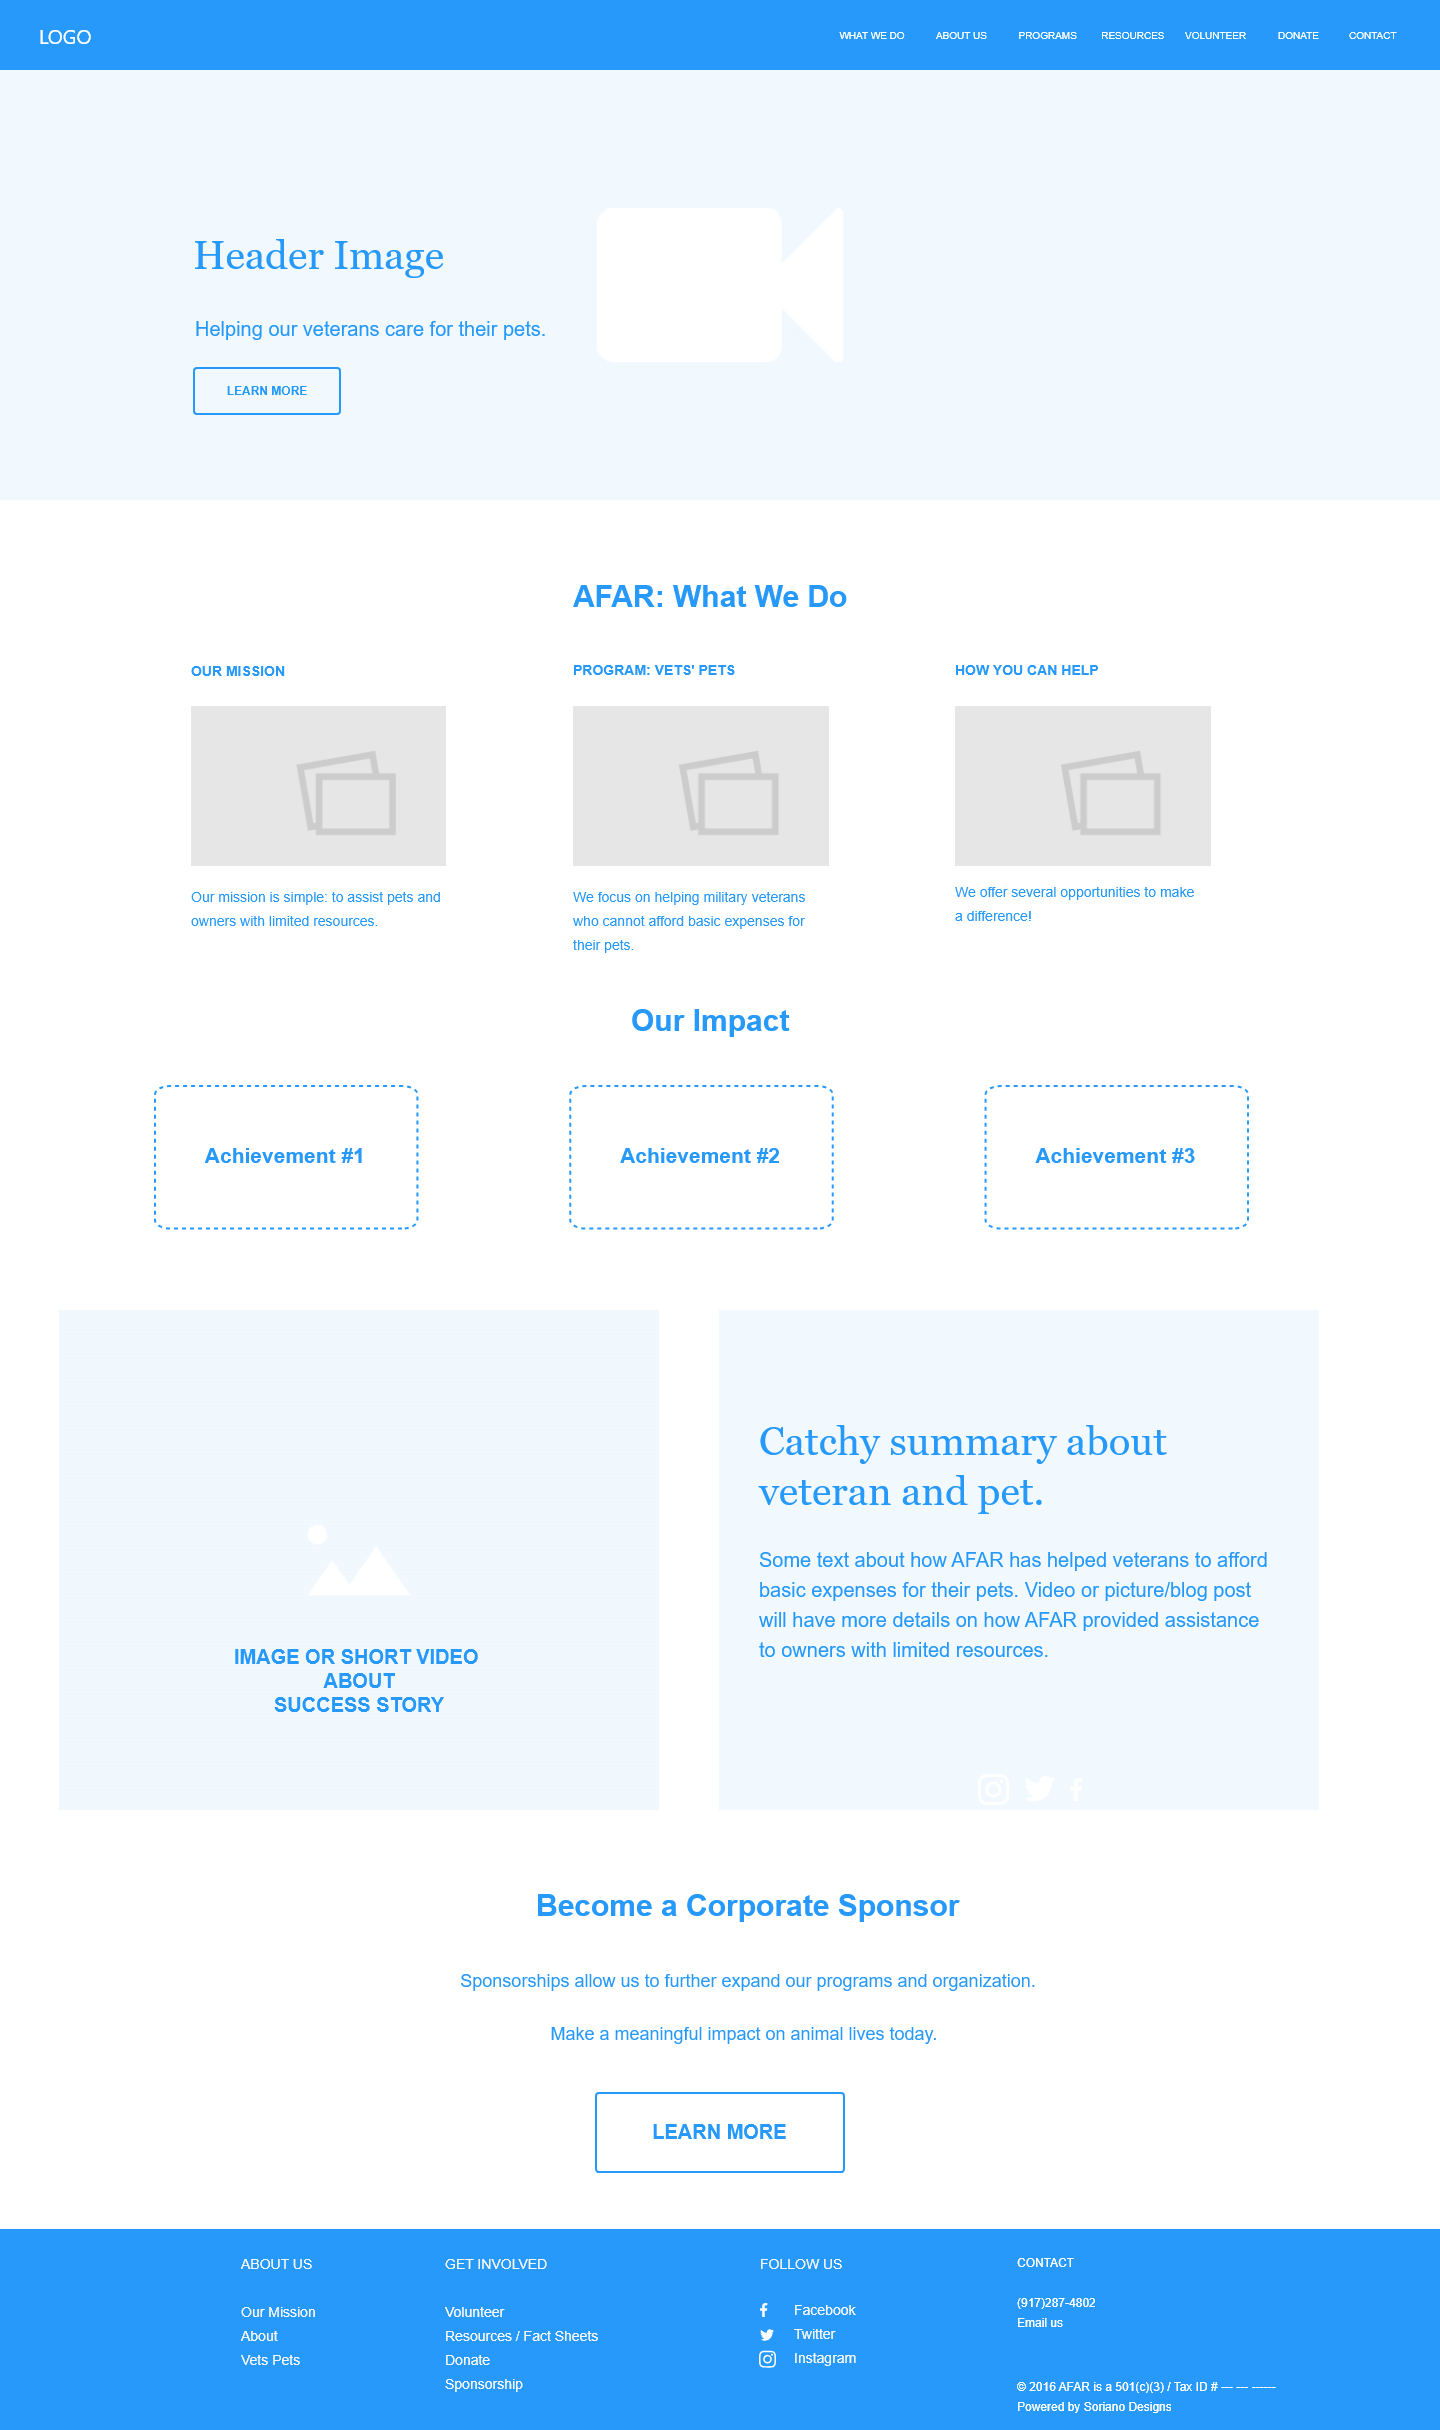 LOGO
WHAT WE DO
ABOUT US
PROGRAMS
RESOURCES
VOLUNTEER
DONATE
CONTACT
Header Image
Helping our veterans care for their pets.
LEARN MORE
AFAR: What We Do
OUR MISSION
Our mission is simple: to assist pets and
owners with limited resources.
PROGRAM: VETS' PETS
We focus on helping military veterans
who cannot afford basic expenses for
their pets.
HOW YOU CAN HELP
We offer several opportunities to make
a difference!
Our Impact
Achievement #1
Achievement #2
Achievement #3
IMAGE OR SHORT VIDEO
ABOUT
SUCCESS STORY
Catchy summary about
veteran and pet.
Some text about how AFAR has helped veterans to afford
basic expenses for their pets. Video or picture/blog post
will have more details on how AFAR provided assistance
to owners with limited resources.
Become a Corporate Sponsor
Sponsorships allow us to further expand our programs and organization.
Make a meaningful impact on animal lives today.
LEARN MORE
ABOUT US
Our Mission
About
Vets Pets
GET INVOLVED
Volunteer
Resources / Fact Sheets
Donate
Sponsorship
FOLLOW US
Facebook
Twitter
Instagram
CONTACT
(917)287-4802
Email us
© 2016 AFAR is a 501(c)(3) / Tax ID # --- --- ------
Powered by Soriano Designs